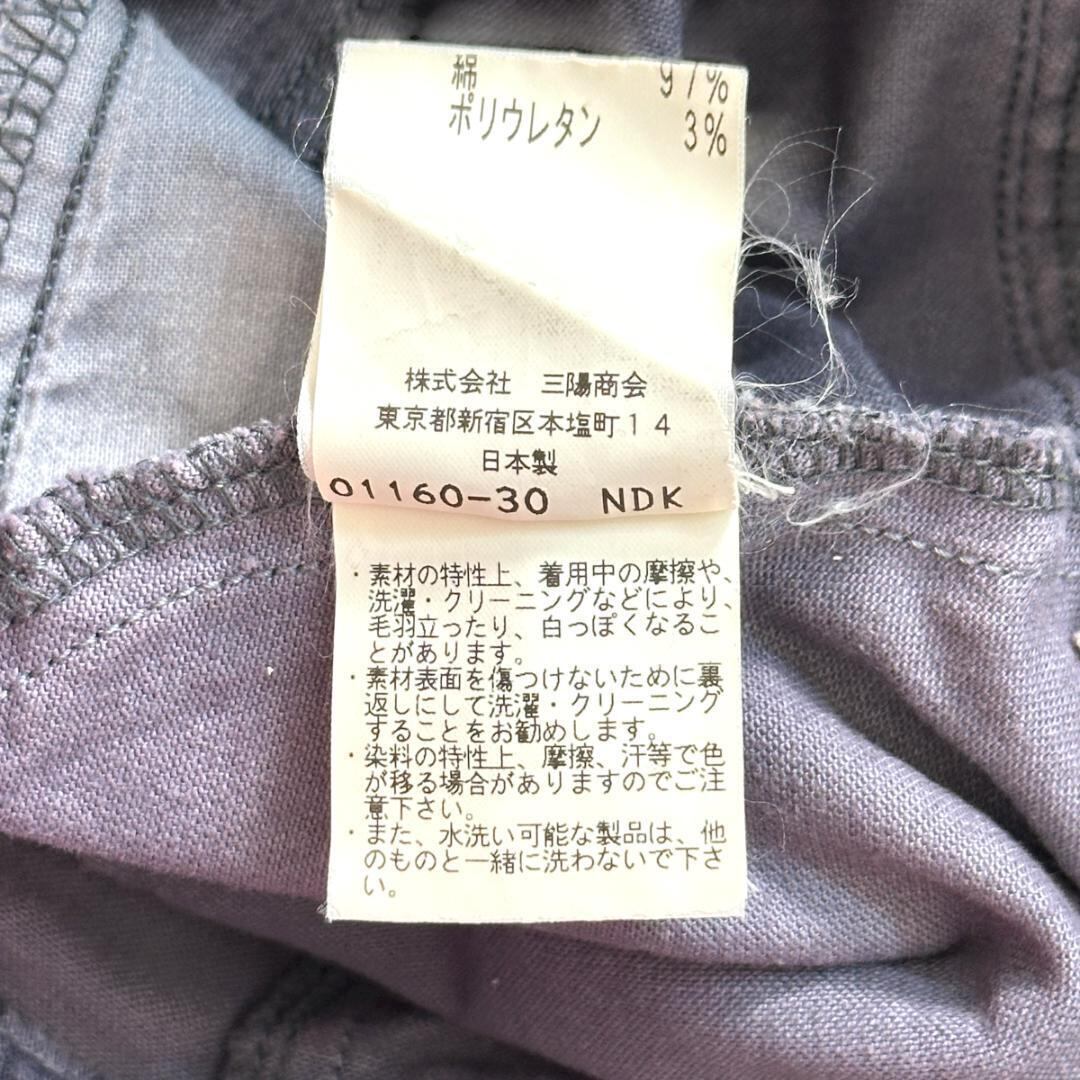 綿 97%
ポリウレタン 3%
株式会社 三陽商会
東京都新宿区本塩町14
日本製
01160-30 NDK
・素材の特性上、着用中の摩擦や、
洗濯・クリーニングなどにより、
毛羽立ったり、白っぽくなるこ
とがあります。
・素材表面を傷つけないために裏
返しにして洗濯・クリーニング
することをお勧めします。
・染料の特性上、摩擦、汗等で色
が移る場合がありますのでご注
意下さい。
・また、水洗い可能な製品は、他
のものと一緒に洗わないで下さ
い。